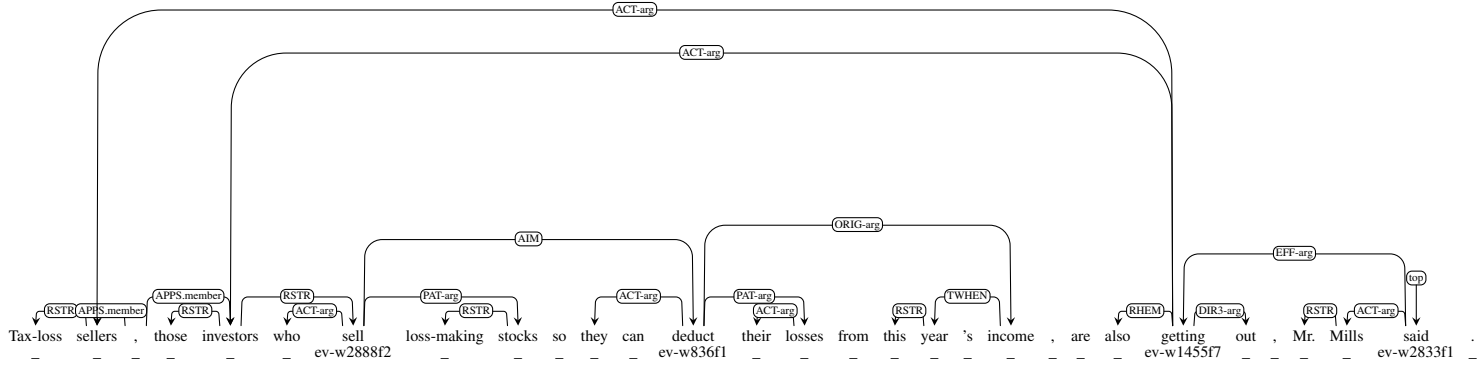 ACT-arg
ACT-arg
ORIG-arg
AIM
EFF-arg
top
APPS.member RSTR PAT-arg ACT-arg PAT-arg TWHEN
RSTR APPS.member RSTR ACT-arg RSTR ACT-arg RSTR RHEM DIR3-arg RSTR ACT-arg
Tax-loss sellers , those investors who sell loss-making stocks so they can deduct their losses from this year 's income , are also getting out , Mr. Mills said .
_ _ _ _ _ _ ev-w2888f2 _ _ _ _ _ ev-w836f1 _ _ _ _ _ _ _ _ _ _ ev-w1455f7 _ _ _ _ ev-w2833f1 _